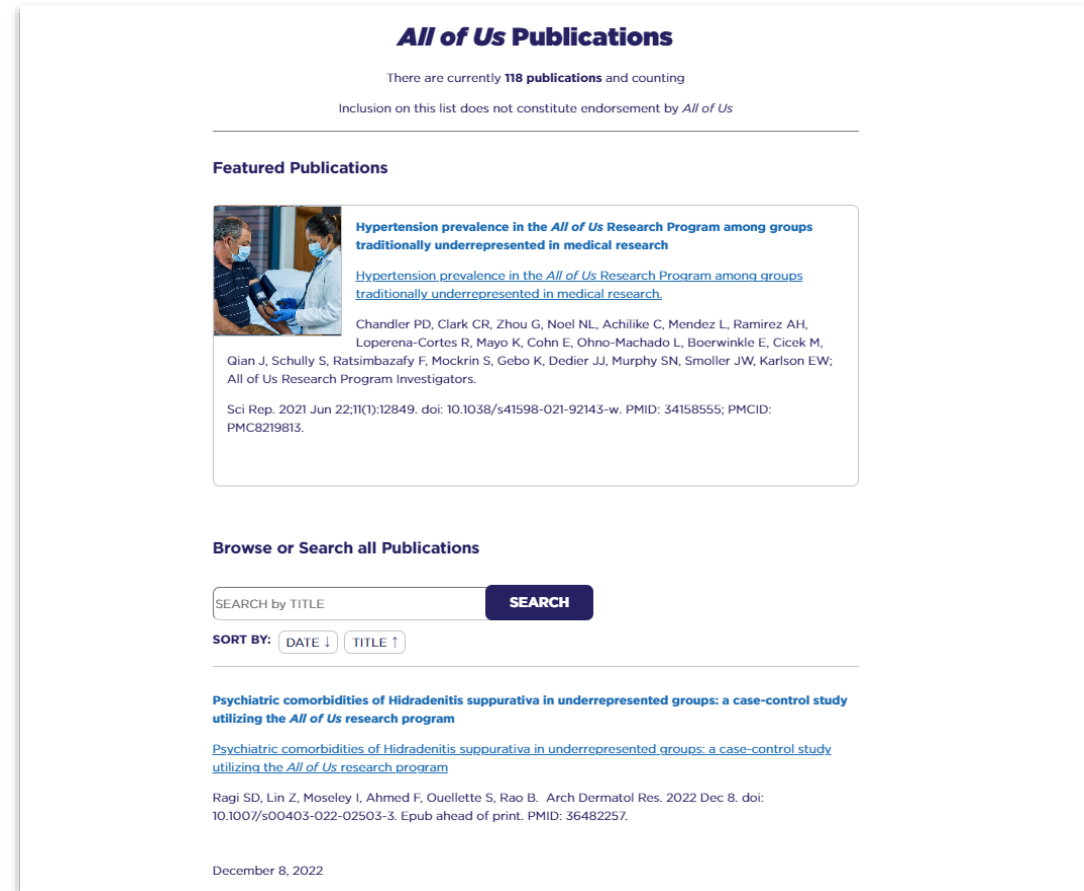 All of Us Publications
There are currently 118 publications and counting
Inclusion on this list does not constitute endorsement by All of Us
Featured Publications
Hypertension prevalence in the All of Us Research Program among groups
traditionally underrepresented in medical research
Hypertension prevalence in the All of Us Research Program among groups
traditionally underrepresented in medical research.
Chandler PD, Clark CR, Zhou G, Noel NL, Achilike C, Mendez L, Ramirez AH,
Loperena-Cortes R, Mayo K, Cohn E, Ohno-Machado L, Boerwinkle E, Cicek M,
Qian J, Schully S, Ratsimbazafy F, Mockrin S, Gebo K, Dedier JJ, Murphy SN, Smoller JW, Karlson EW;
All of Us Research Program Investigators.
Sci Rep. 2021 Jun 22;11(1):12849. doi: 10.1038/s41598-021-92143-w. PMID: 34158555; PMCID:
PMC8219813.
Browse or Search all Publications
SEARCH by TITLE SEARCH
SORT BY: DATE ↓ TITLE ↑
Psychiatric comorbidities of Hidradenitis suppurativa in underrepresented groups: a case-control study
utilizing the All of Us research program
Psychiatric comorbidities of Hidradenitis suppurativa in underrepresented groups: a case-control study
utilizing the All of Us research program
Ragi SD, Lin Z, Moseley I, Ahmed F, Ouellette S, Rao B. Arch Dermatol Res. 2022 Dec 8. doi:
10.1007/s00403-022-02503-3. Epub ahead of print. PMID: 36482257.
December 8, 2022